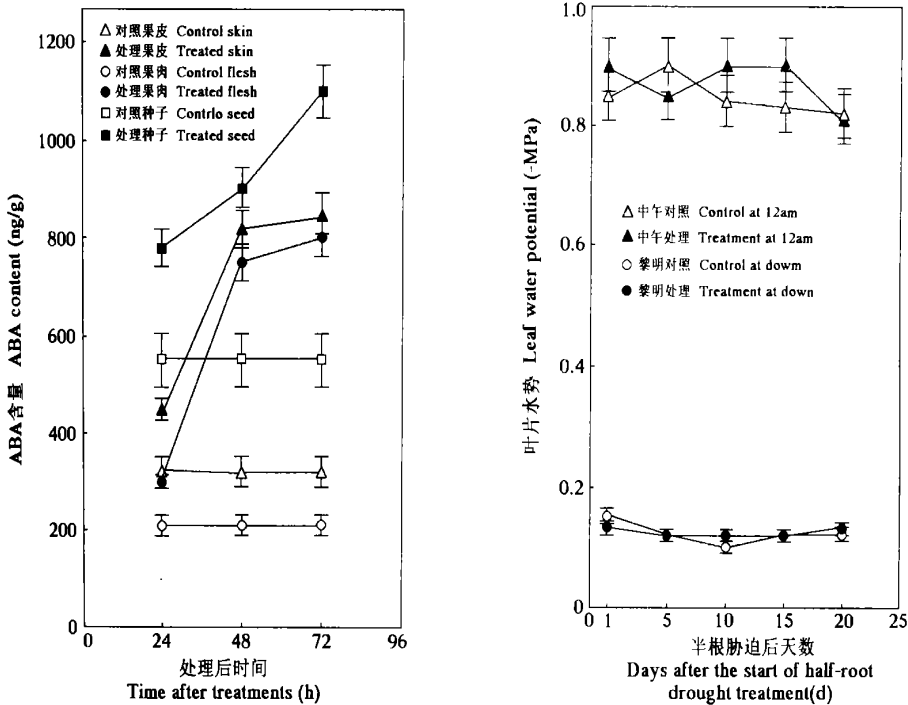 1200
1000
800
600
400
200
0
ABA含量 ABA content (ng/g)
对照果皮 Control skin
处理果皮 Treated skin
对照果肉 Control flesh
处理果肉 Treated flesh
对照种子 Contrlo seed
处理种子 Treated seed
0 24 48 72 96
处理后时间
Time after treatments (h)
1.0
0.8
0.6
0.4
0.2
0
叶片水势 Leaf water potential (-MPa)
中午对照 Control at 12am
中午处理 Treatment at 12am
黎明对照 Control at dowm
黎明处理 Treatment at down
0 1 5 10 15 20 25
半根胁迫后天数
Days after the start of half-root
drought treatment(d)